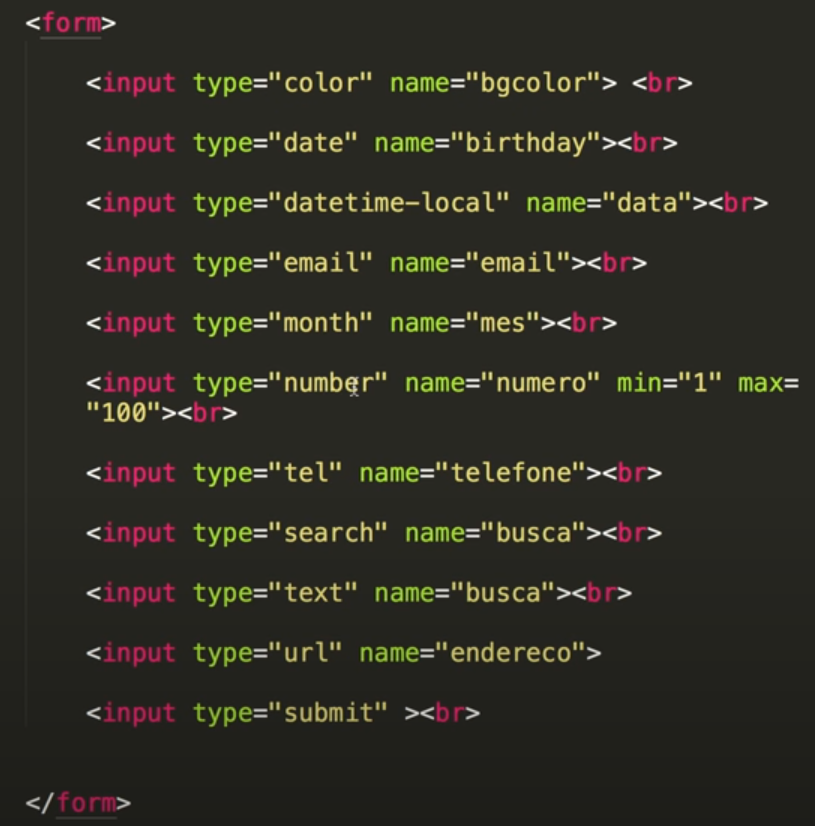 <form>
<input type="color" name="bgcolor"> <br>
<input type="date" name="birthday"><br>
<input type="datetime-local" name="data"><br>
<input type="email" name="email"><br>
<input type="month" name="mes"><br>
<input type="number" name="numero" min="1" max=
"100"><br>
<input type="tel" name="telefone"><br>
<input type="search" name="busca"><br>
<input type="text" name="busca"><br>
<input type="url" name="endereco">
<input type="submit" ><br>
</form>